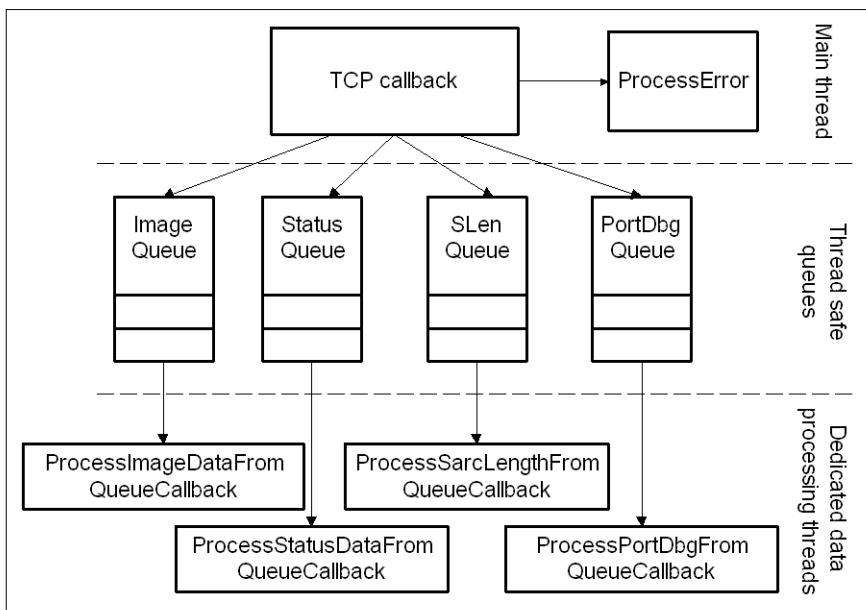 TCP callback
ProcessError
Main thread
Image
Queue
Status
Queue
SLen
Queue
PortDbg
Queue
Thread safe
queues
ProcessImageDataFrom
QueueCallback
ProcessSarcLengthFrom
QueueCallback
ProcessStatusDataFrom
QueueCallback
ProcessPortDbgFrom
QueueCallback
Dedicated data
processing threads